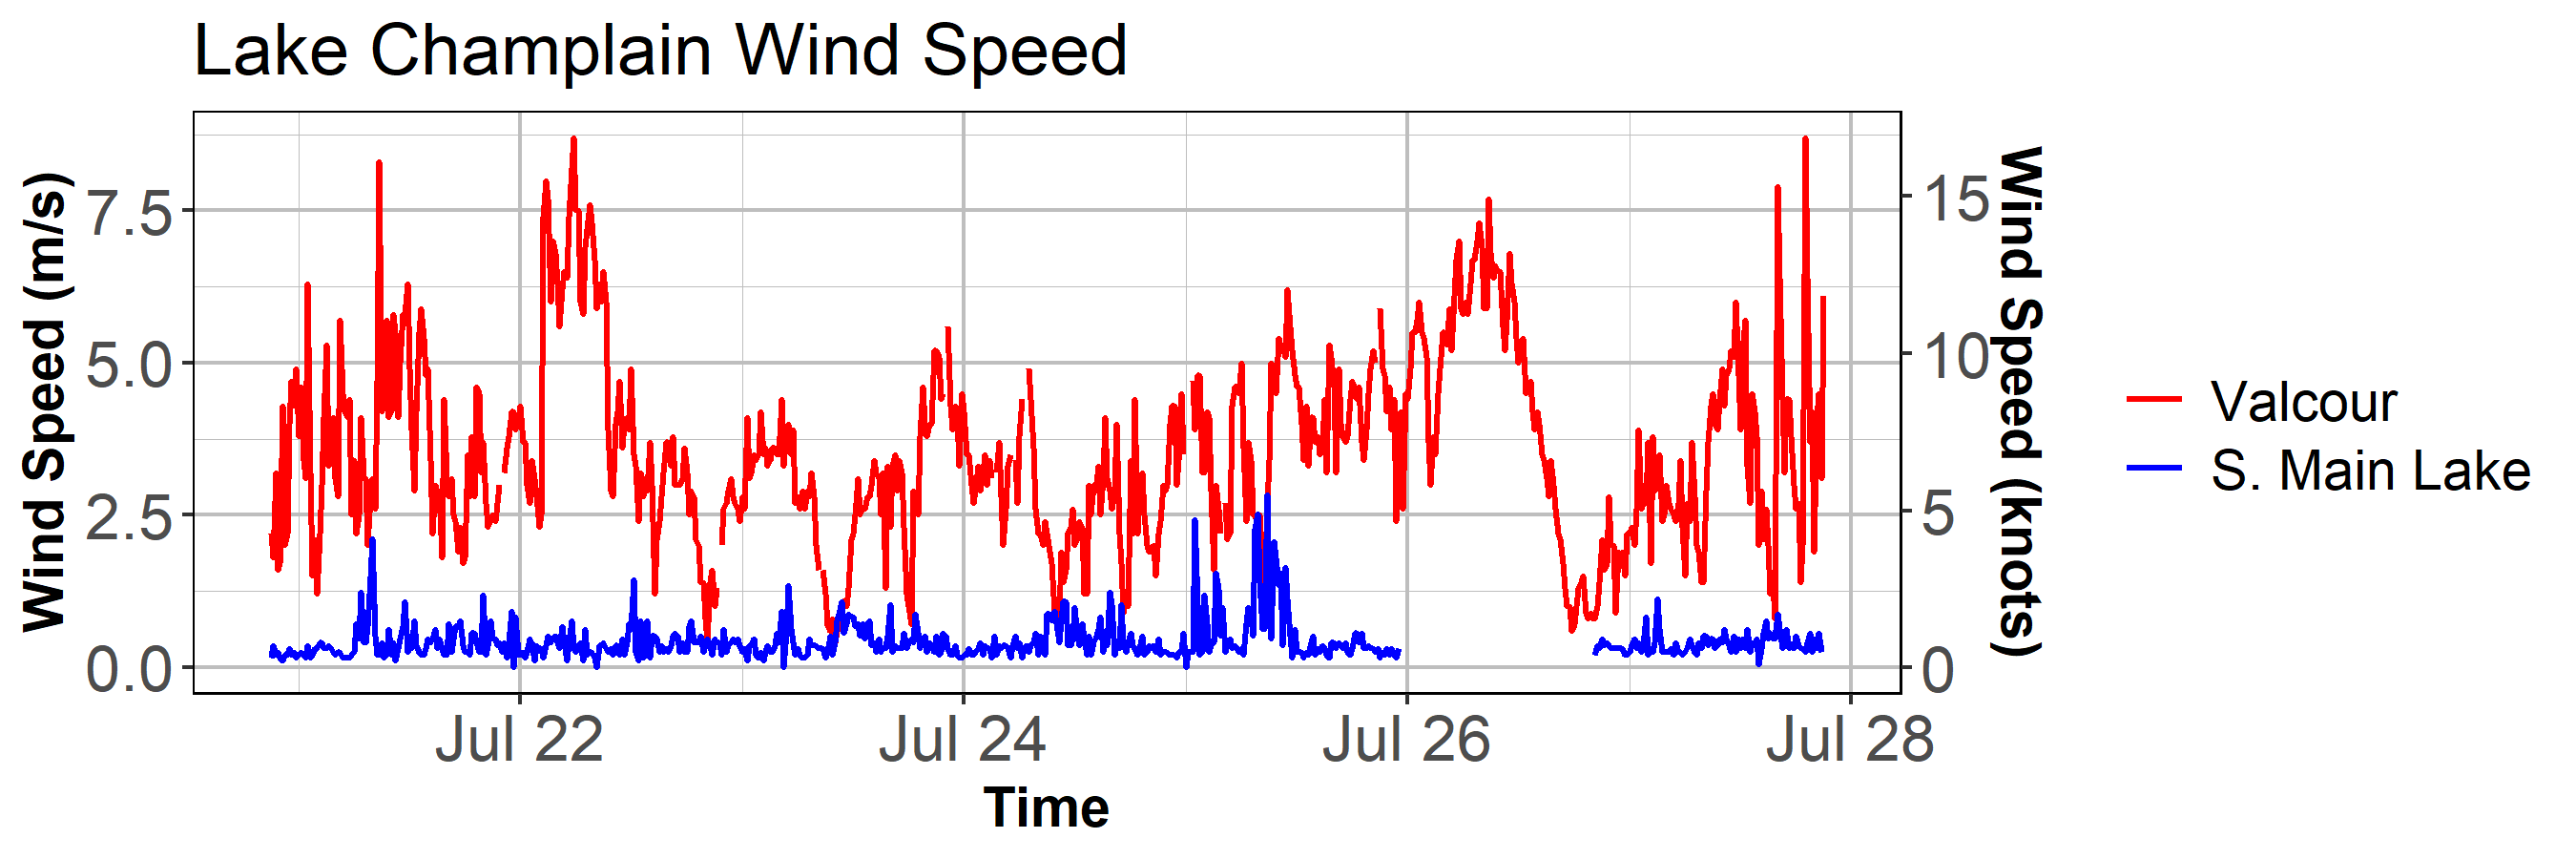 Lake Champlain Wind Speed
Wind Speed (m/s)
7.5
5.0
2.5
0.0
15
10
5
0
Wind Speed (knots)
Jul 22
Jul 24
Jul 26
Jul 28
Time
Valcour
S. Main Lake